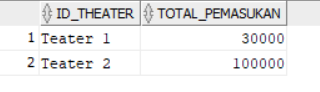 ID_THEATER TOTAL_PEMASUKAN
1 Teater 1 30000
2 Teater 2 100000